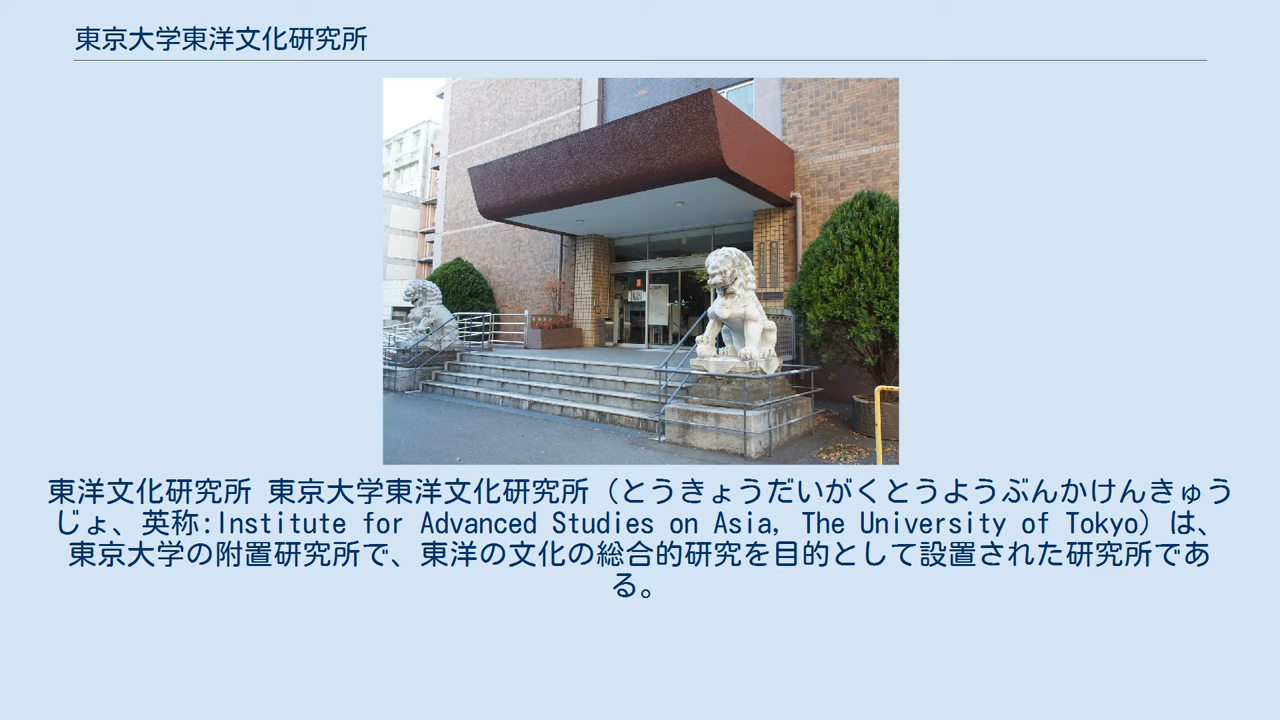 東京大学東洋文化研究所
東洋文化研究所 東京大学東洋文化研究所（とうきょうだいがくとうようぶんかけんきゅう
じょ、英称:Institute for Advanced Studies on Asia, The University of Tokyo）は、
東京大学の附置研究所で、東洋の文化の総合的研究を目的として設置された研究所であ
る。